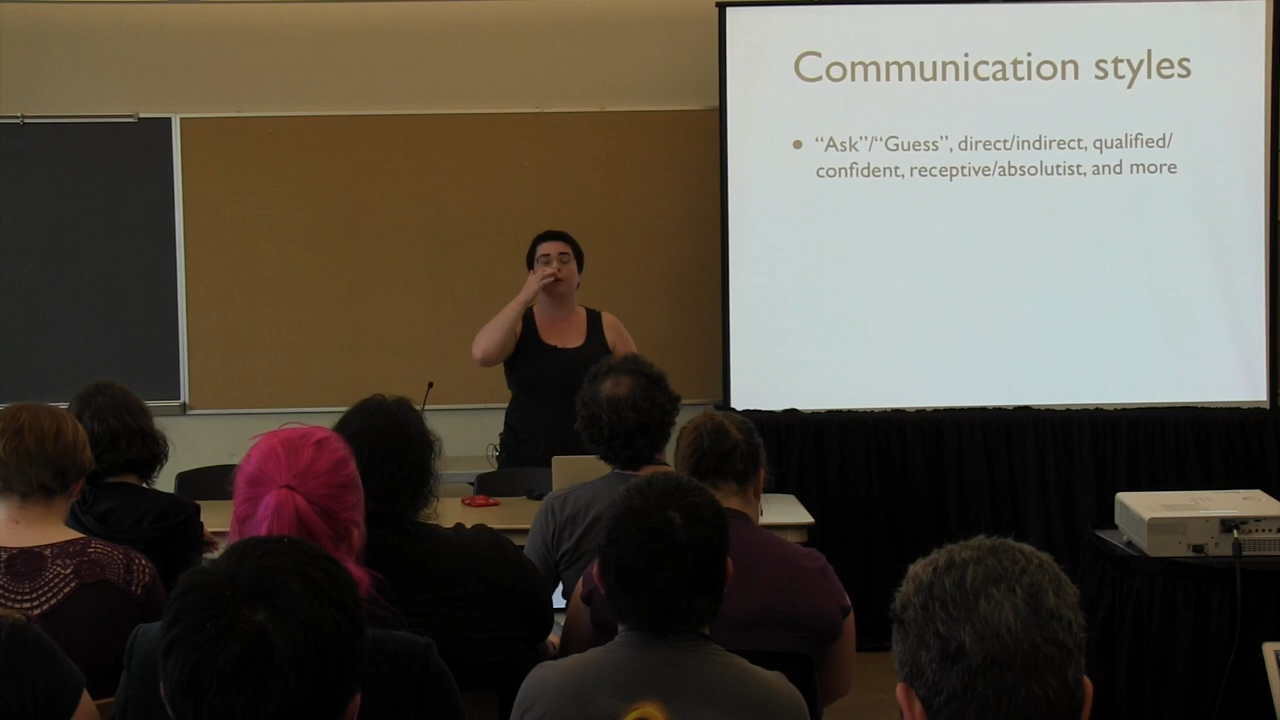 Communication styles
• “Ask”/“Guess”, direct/indirect, qualified/
confident, receptive/absolutist, and more